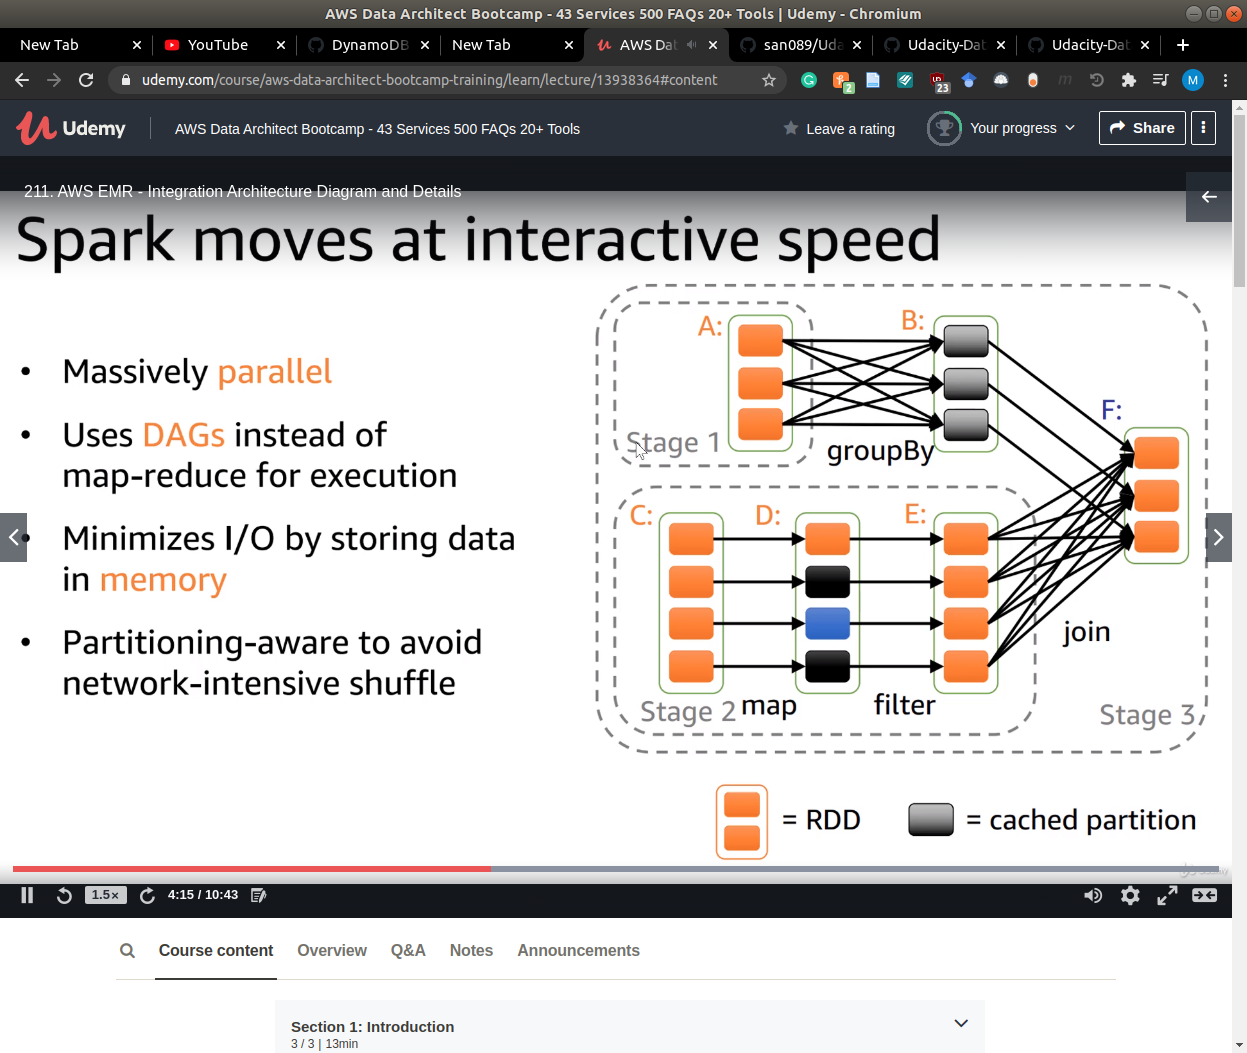 AWS Data Architect Bootcamp - 43 Services 500 FAQs 20+ Tools | Udemy - Chromium
New Tab
YouTube
DynamoDB
New Tab
AWS Dat
san089/Uda
Udacity-Dat
Udacity-Dat
udemy.com/course/aws-data-architect-bootcamp-training/learn/lecture/13938364#content
2
23
M
Udemy
AWS Data Architect Bootcamp - 43 Services 500 FAQs 20+ Tools
Leave a rating
Your progress
Share
211. AWS EMR - Integration Architecture Diagram and Details
Spark moves at interactive speed
• Massively parallel
• Uses DAGs instead of
map-reduce for execution
• Minimizes I/O by storing data
in memory
• Partitioning-aware to avoid
network-intensive shuffle
A:
B:
Stage 1
groupBy
F:
C:
D:
E:
join
Stage 2
map
filter
Stage 3
= RDD
= cached partition
1.5×
4:15 / 10:43
Course content
Overview
Q&A
Notes
Announcements
Section 1: Introduction
3 / 3 | 13min